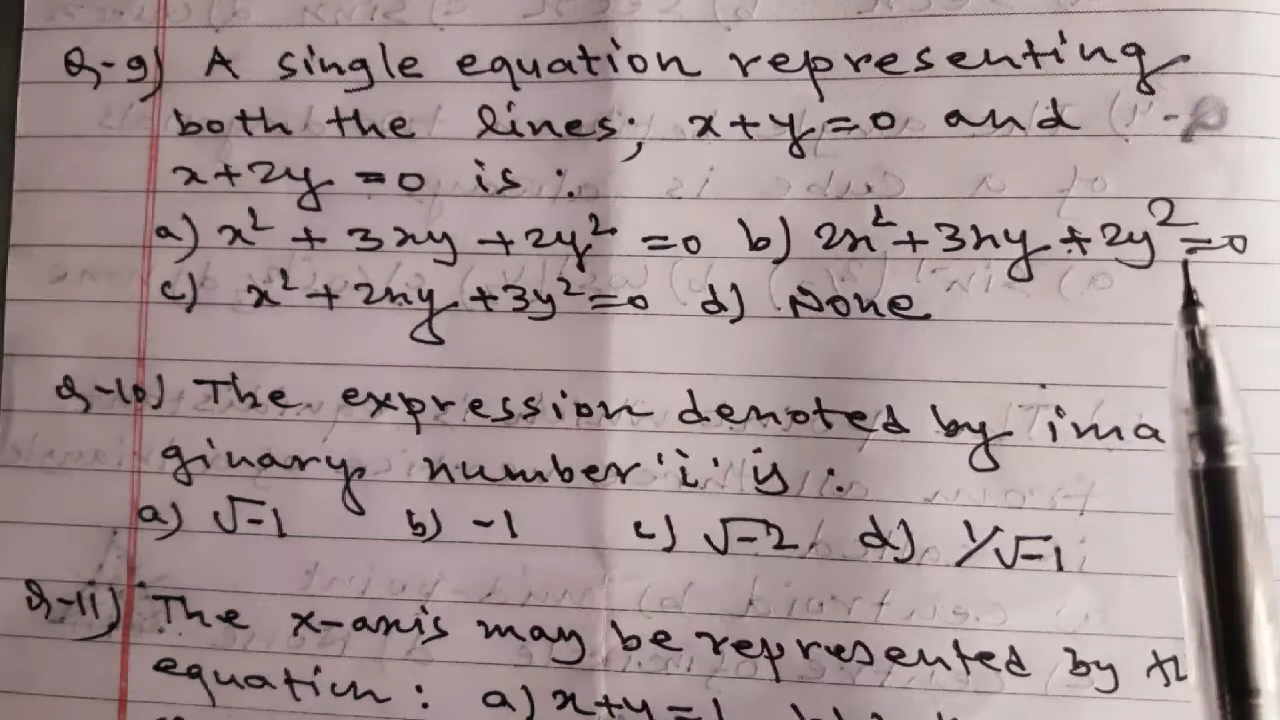 Q-9) A single equation representing
both the lines; x+y=0 and
x+2y=0 is :
a) x² + 3xy + 2y² = 0 b) 2x² + 3xy + 2y² = 0
c) x² + 2xy + 3y² = 0 d) None
Q-10) The expression denoted by ima
ginary number 'i' is :
a) √-1 b) -1 c) √-2 d) 1/√-1
Q-11) The x-axis may be represented by
equation: a) x+y=1